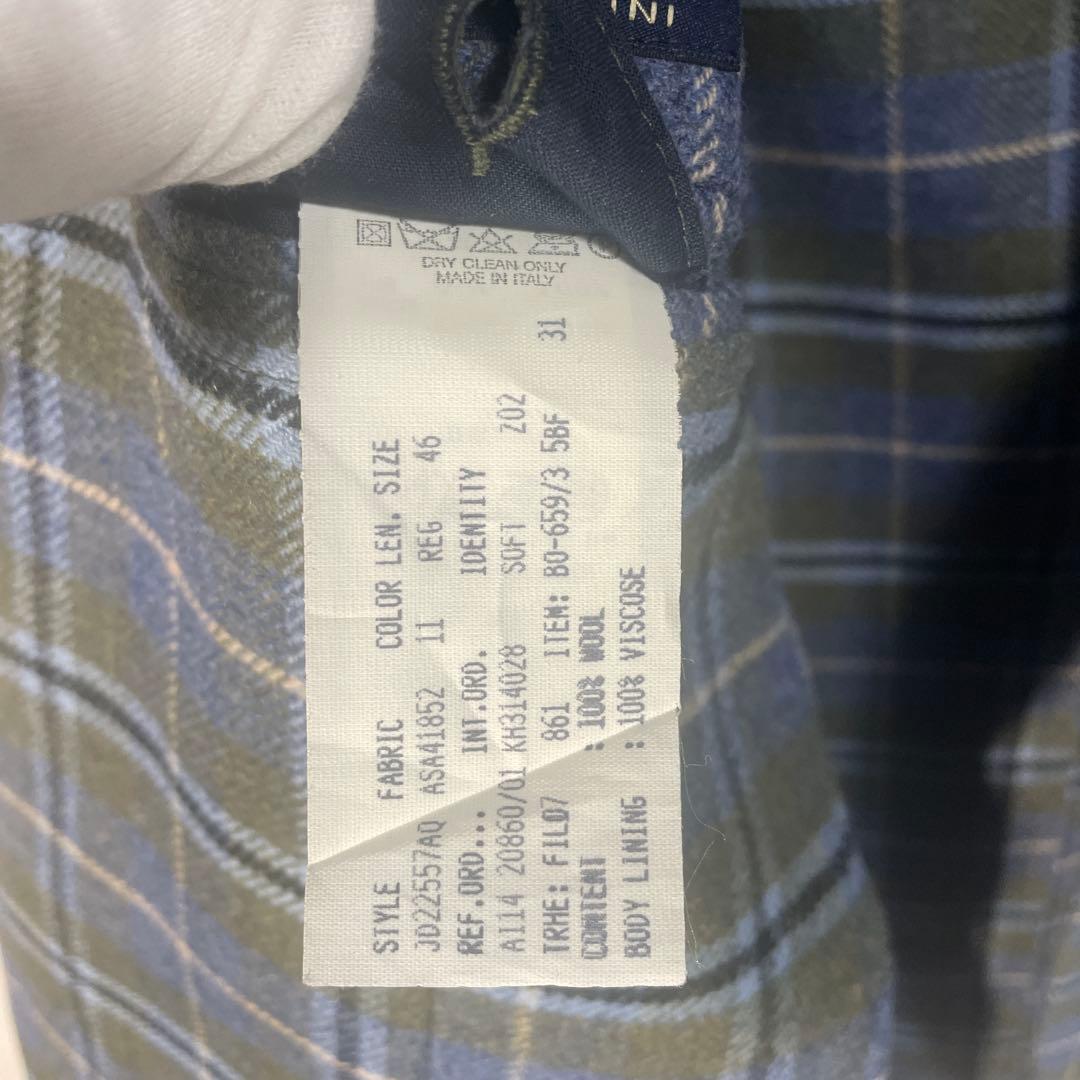 INI
DRY CLEAN ONLY
MADE IN ITALY
STYLE FABRIC COLOR LEN. SIZE
JD22557AQ ASA41852 11 REG 46
REF.ORD... INT.ORD. IDENTITY
AI14 20860/01 KH314028 SOFT Z02
TRHE: FIL07 861 ITEM: BO-659/3 5BF 31
CONTENT : 100% WOOL
BODY LINING : 100% VISCOSE